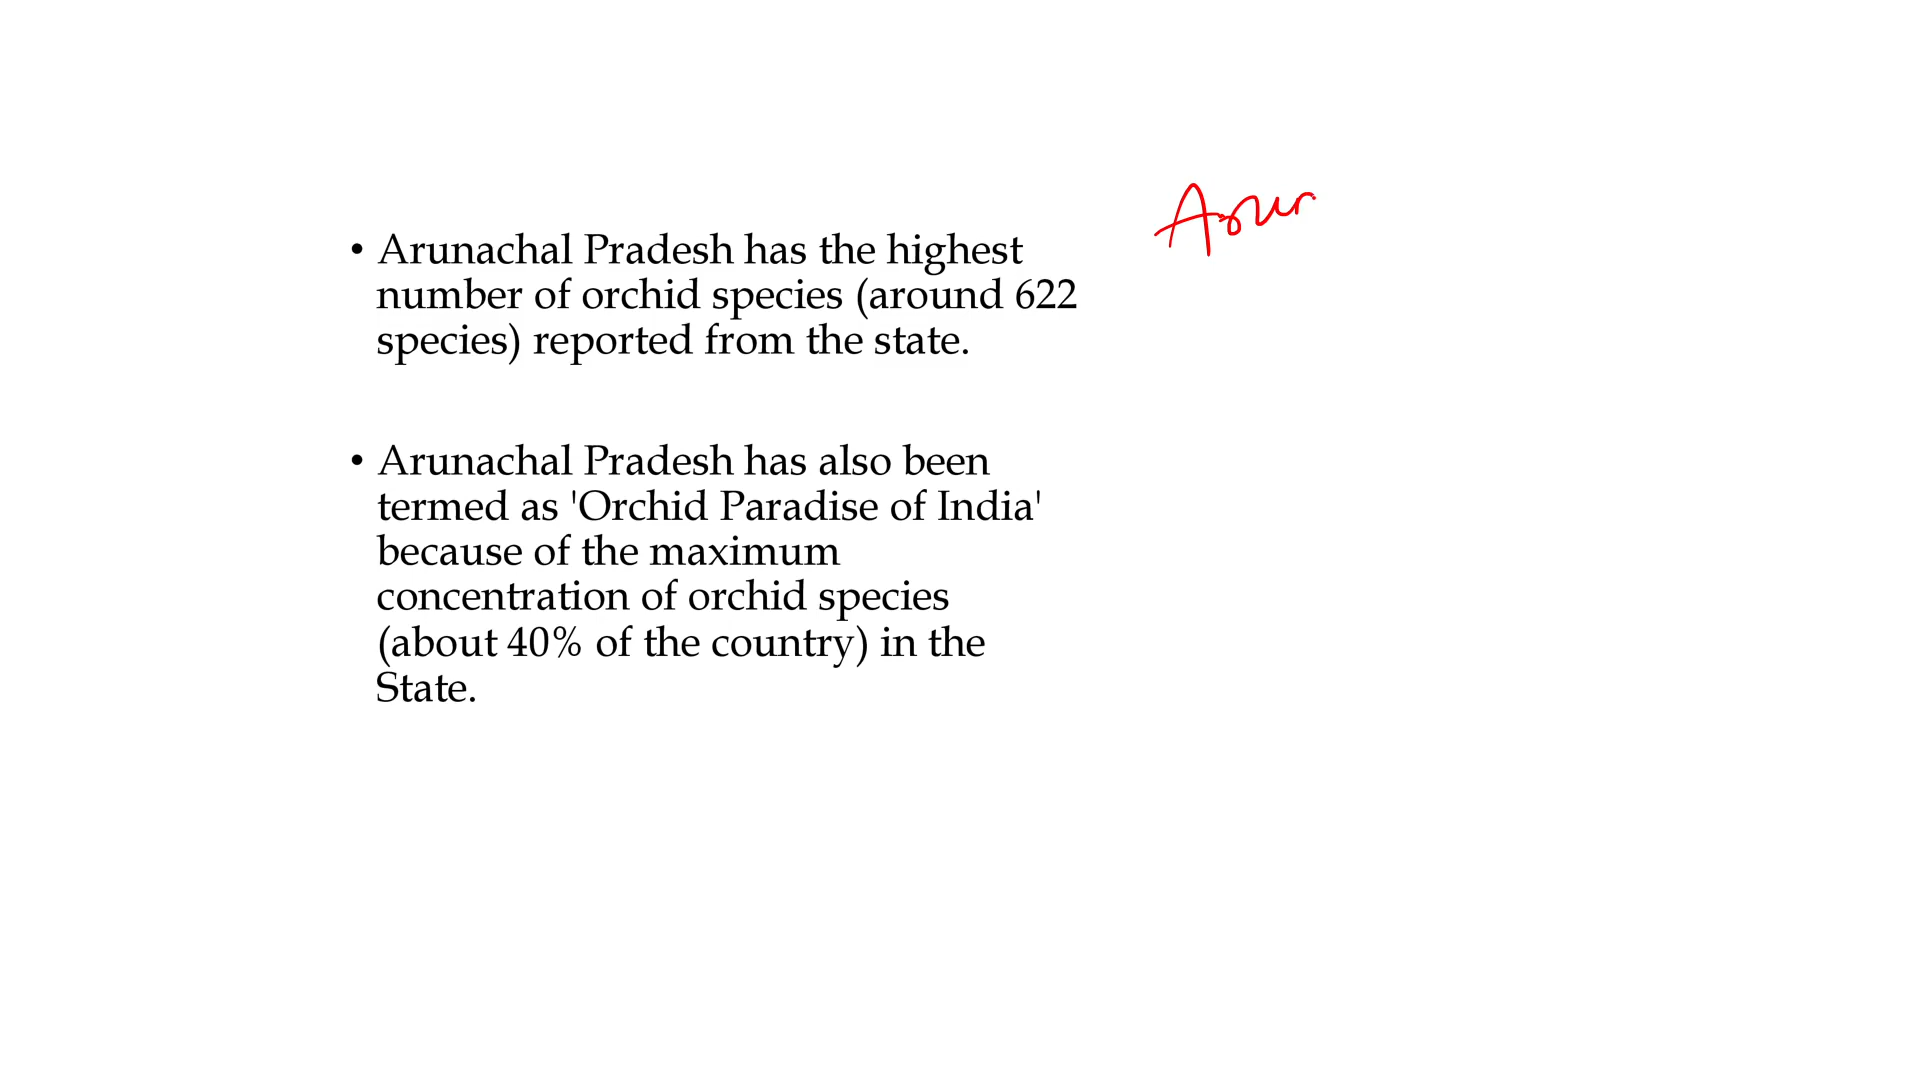 • Arunachal Pradesh has the highest
number of orchid species (around 622
species) reported from the state.
• Arunachal Pradesh has also been
termed as 'Orchid Paradise of India'
because of the maximum
concentration of orchid species
(about 40% of the country) in the
State.
Arun